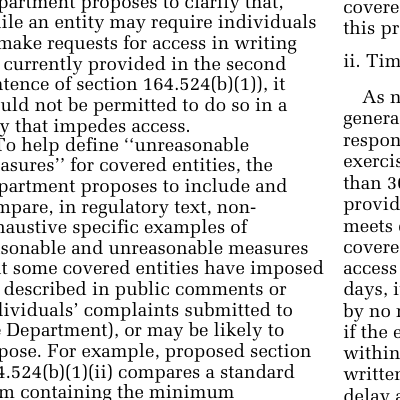 partment proposes to clarify that,
ile an entity may require individuals
make requests for access in writing
currently provided in the second
tence of section 164.524(b)(1)), it
uld not be permitted to do so in a
y that impedes access.
To help define ‘‘unreasonable
asures’’ for covered entities, the
partment proposes to include and
mpare, in regulatory text, non-
haustive specific examples of
sonable and unreasonable measures
t some covered entities have imposed
described in public comments or
dividuals’ complaints submitted to
Department), or may be likely to
pose. For example, proposed section
4.524(b)(1)(ii) compares a standard
m containing the minimum
covere
this pr
ii. Tim
As n
genera
respon
exercis
than 30
provid
meets
covere
access
days, i
by no
if the e
within
written
delay a